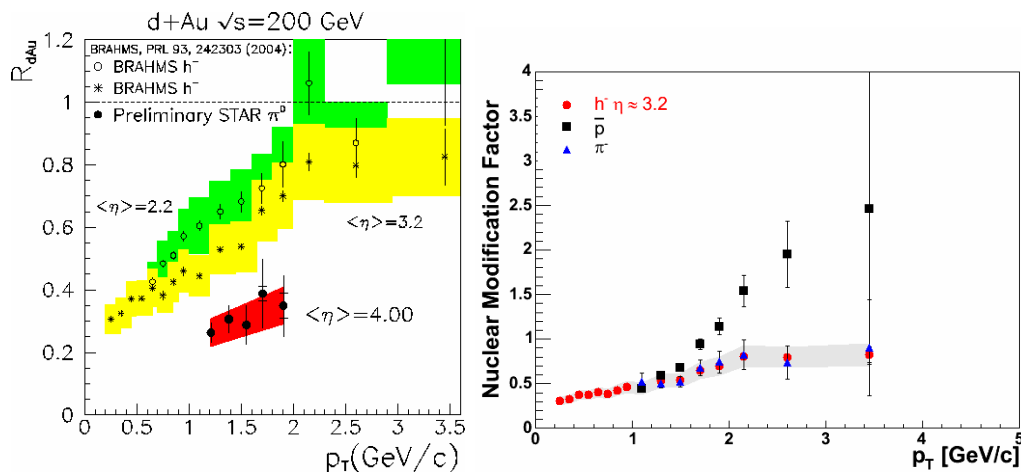 d+Au √s=200 GeV
R_dAu
1.2
1
0.8
0.6
0.4
0.2
0
BRAHMS, PRL 93, 242303 (2004):
BRAHMS h⁻
BRAHMS h⁻
Preliminary STAR π⁰
<η>=2.2
<η>=3.2
<η>=4.00
0 0.5 1 1.5 2 2.5 3 3.5
p_T(GeV/c)
Nuclear Modification Factor
4
3.5
3
2.5
2
1.5
1
0.5
0
h⁻ η ≈ 3.2
p̅
π⁻
0 1 2 3 4 5
p_T [GeV/c]